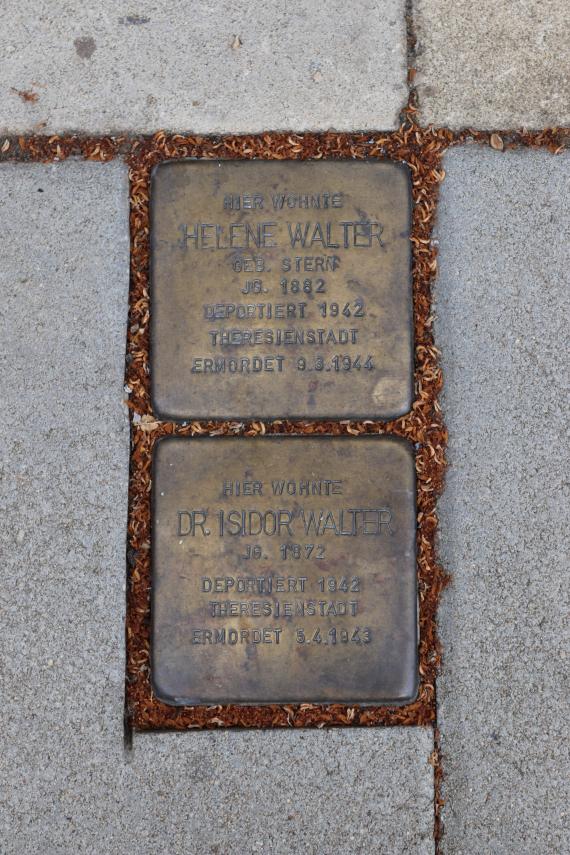 HIER WOHNTE
HELENE WALTER
GEB. STERN
JG. 1882
DEPORTIERT 1942
THERESIENSTADT
ERMORDET 9.3.1944
HIER WOHNTE
DR. ISIDOR WALTER
JG. 1872
DEPORTIERT 1942
THERESIENSTADT
ERMORDET 5.4.1943